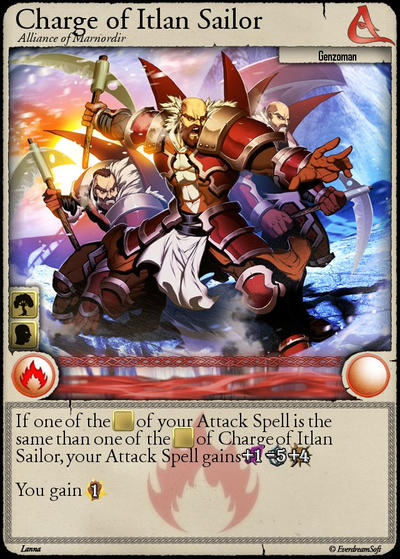 Charge of Itlan Sailor
Alliance of Marnordir
Genzoman
If one of the of your Attack Spell is the
same than one of the of Charge of Itlan
Sailor, your Attack Spell gains +1 -5 +4
You gain 1
Lanna
© EverdreamSoft